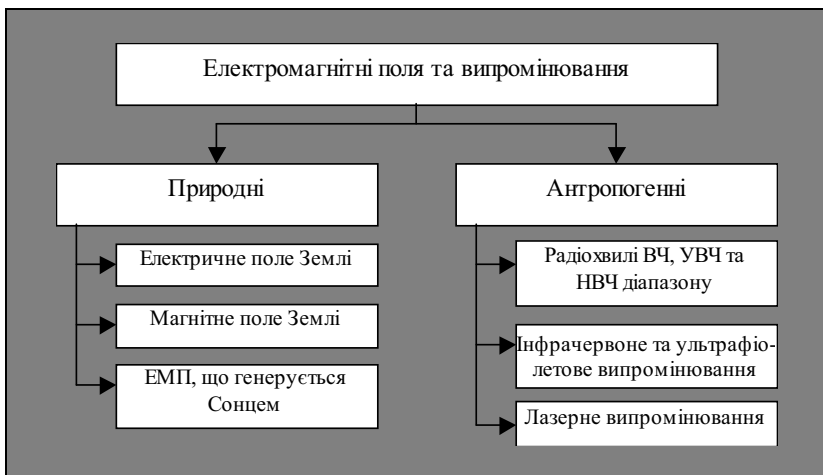 Електромагнітні поля та випромінювання
Природні
Електричне поле Землі
Магнітне поле Землі
ЕМП, що генерується
Сонцем
Антропогенні
Радіохвилі ВЧ, УВЧ та
НВЧ діапазону
Інфрачервоне та ультрафіо-
летове випромінювання
Лазерне випромінювання